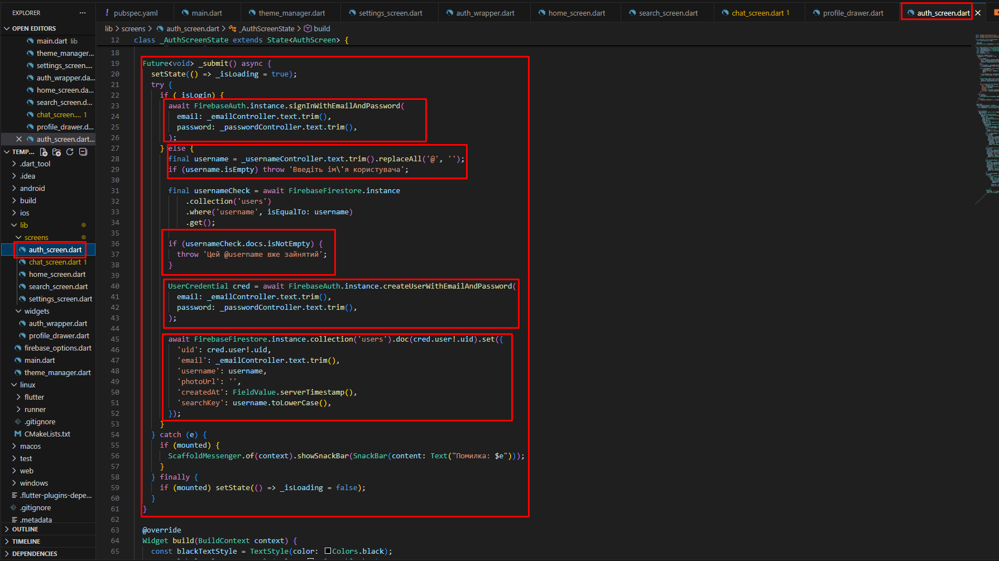 EXPLORER ...
OPEN EDITORS
main.dart lib
theme_manager...
settings_screen....
auth_wrapper.da...
home_screen.da...
search_screen.d...
chat_screen.... 1
profile_drawer.d...
auth_screen.dart...
TEMP...
.dart_tool
.idea
android
build
ios
lib
screens
auth_screen.dart
chat_screen.dart 1
home_screen.dart
search_screen.dart
settings_screen.dart
widgets
auth_wrapper.dart
profile_drawer.dart
firebase_options.dart
main.dart
theme_manager.dart
linux
flutter
runner
.gitignore
CMakeLists.txt
macos
test
web
windows
.flutter-plugins-depe...
.gitignore
.metadata
OUTLINE
TIMELINE
DEPENDENCIES
pubspec.yaml main.dart theme_manager.dart settings_screen.dart auth_wrapper.dart home_screen.dart search_screen.dart chat_screen.dart 1 profile_drawer.dart auth_screen.dart
lib > screens > auth_screen.dart > _AuthScreenState > build
12 class _AuthScreenState extends State<AuthScreen> {
18
19 Future<void> _submit() async {
20 setState(() => _isLoading = true);
21 try {
22 if (_isLogin) {
23 await FirebaseAuth.instance.signInWithEmailAndPassword(
24 email: _emailController.text.trim(),
25 password: _passwordController.text.trim(),
26 );
27 } else {
28 final username = _usernameController.text.trim().replaceAll('@', '');
29 if (username.isEmpty) throw 'Введіть ім\'я користувача';
30
31 final usernameCheck = await FirebaseFirestore.instance
32 .collection('users')
33 .where('username', isEqualTo: username)
34 .get();
35
36 if (usernameCheck.docs.isNotEmpty) {
37 throw 'Цей @username вже зайнятий';
38 }
39
40 UserCredential cred = await FirebaseAuth.instance.createUserWithEmailAndPassword(
41 email: _emailController.text.trim(),
42 password: _passwordController.text.trim(),
43 );
44
45 await FirebaseFirestore.instance.collection('users').doc(cred.user!.uid).set({
46 'uid': cred.user!.uid,
47 'email': _emailController.text.trim(),
48 'username': username,
49 'photoUrl': '',
50 'createdAt': FieldValue.serverTimestamp(),
51 'searchKey': username.toLowerCase(),
52 });
53 }
54 } catch (e) {
55 if (mounted) {
56 ScaffoldMessenger.of(context).showSnackBar(SnackBar(content: Text("Помилка: $e")));
57 }
58 } finally {
59 if (mounted) setState(() => _isLoading = false);
60 }
61 }
62
63 @override
64 Widget build(BuildContext context) {
65 const blackTextStyle = TextStyle(color: Colors.black);